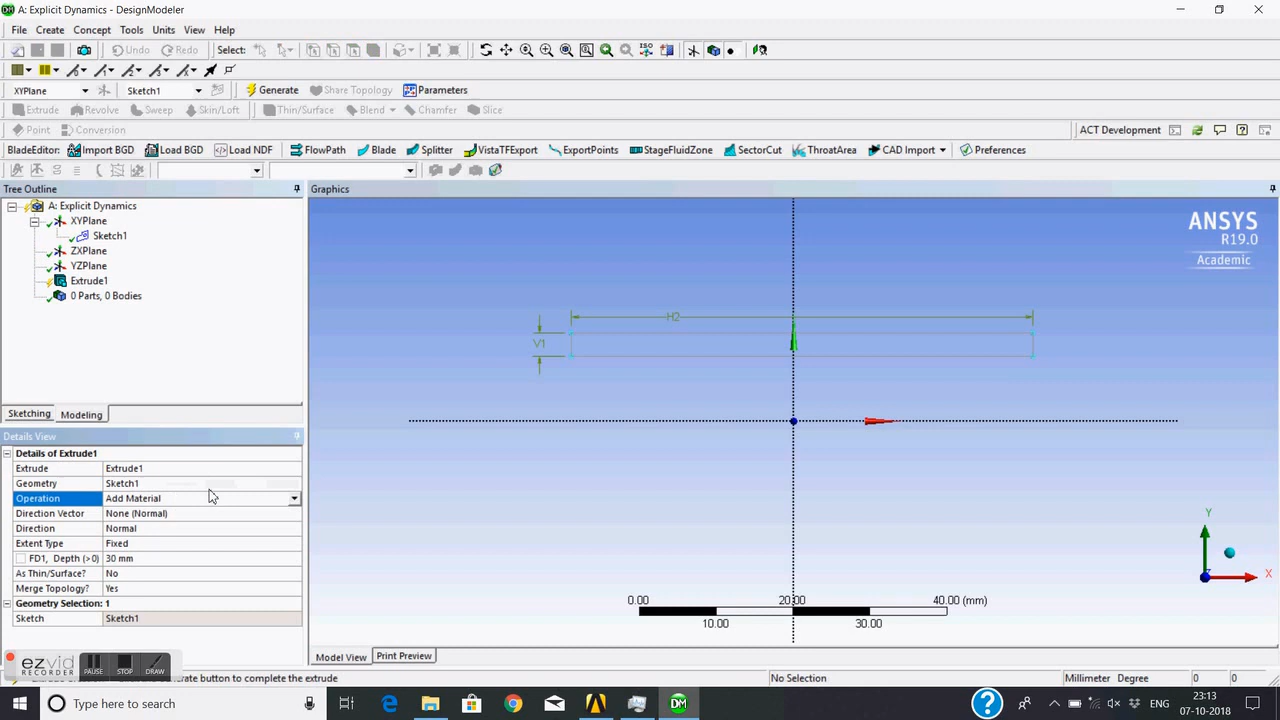 A: Explicit Dynamics - DesignModeler
File Create Concept Tools Units View Help
Undo Redo Select:
XYPlane Sketch1 Generate Share Topology Parameters
Extrude Revolve Sweep Skin/Loft Thin/Surface Blend Chamfer Slice
Point Conversion ACT Development
BladeEditor: Import BGD Load BGD Load NDF FlowPath Blade Splitter VistaTFExport ExportPoints StageFluidZone SectorCut ThroatArea CAD Import Preferences
Tree Outline
Graphics
A: Explicit Dynamics
XYPlane
Sketch1
ZXPlane
YZPlane
Extrude1
0 Parts, 0 Bodies
ANSYS
R19.0
Academic
H2
V1
Sketching Modeling
Details View
Details of Extrude1
Extrude Extrude1
Geometry Sketch1
Operation Add Material
Direction Vector None (Normal)
Direction Normal
Extent Type Fixed
FD1, Depth (>0) 30 mm
As Thin/Surface? No
Merge Topology? Yes
Geometry Selection: 1
Sketch Sketch1
Y
X
0.00 20.00 40.00 (mm)
10.00 30.00
Model View Print Preview
ezvid
RECORDER
PAUSE STOP DRAW
the Generate button to complete the extrude
No Selection Millimeter Degree 0 0
Type here to search
ENG 23:13
07-10-2018